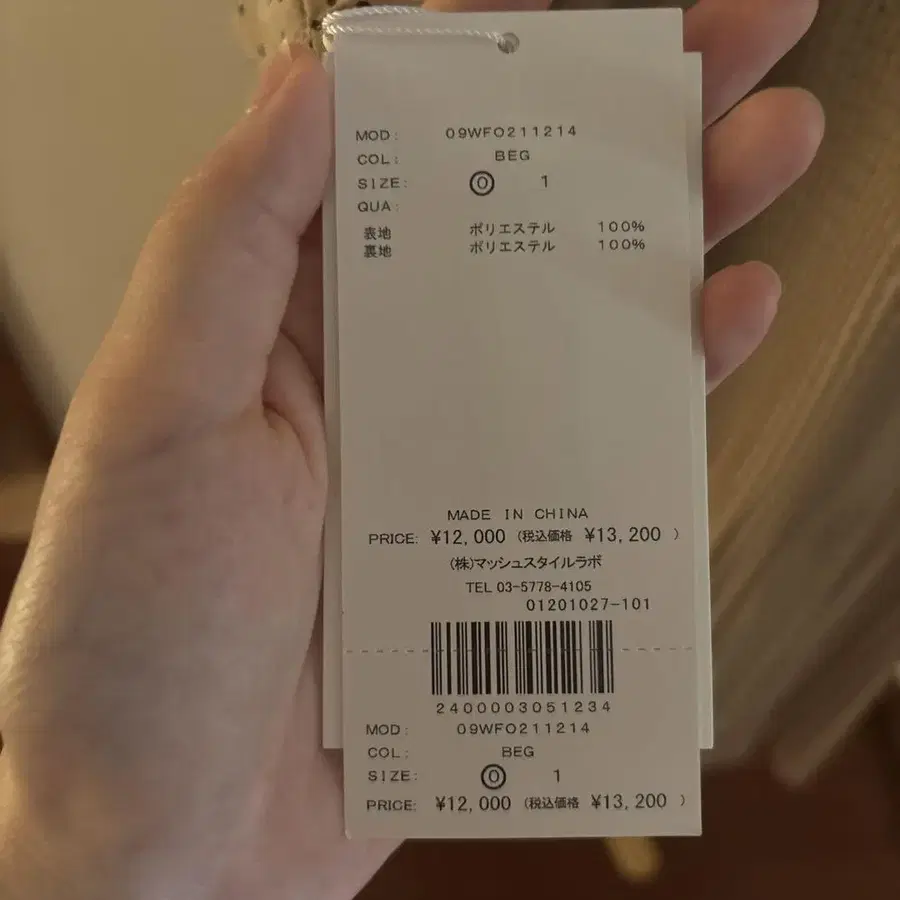 MOD: 09WFO211214
COL: BEG
SIZE: 0 1
QUA:
表地 ポリエステル 100%
裏地 ポリエステル 100%
MADE IN CHINA
PRICE: ¥12,000 (税込価格 ¥13,200 )
(株)マッシュスタイルラボ
TEL 03-5778-4105
01201027-101
2400003051234
MOD: 09WFO211214
COL: BEG
SIZE: 0 1
PRICE: ¥12,000 (税込価格 ¥13,200 )